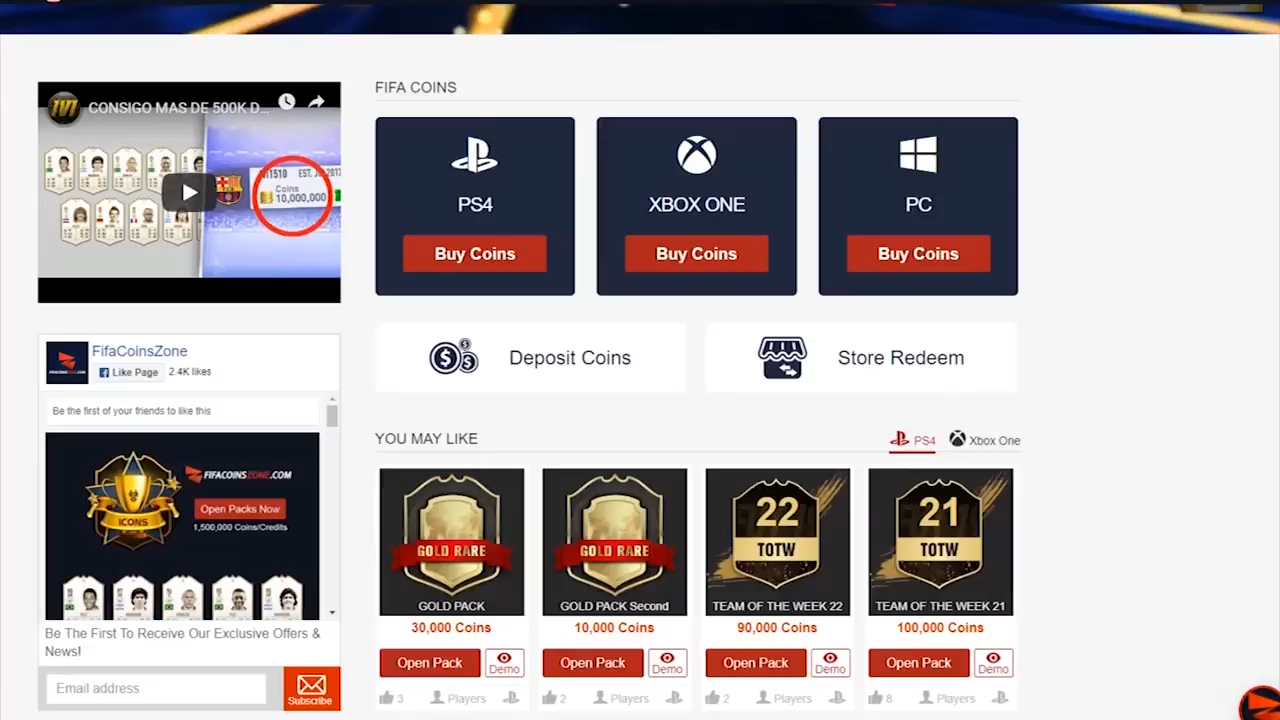 CONSIGO MAS DE 500K D...
Coins
10,000,000
FifaCoinsZone
Like Page
2.4K likes
Be the first of your friends to like this
FIFACOINSZONE.COM
Open Packs Now
1,500,000 Coins/Credits
ICONS
Be The First To Receive Our Exclusive Offers &
News!
Email address
Subscribe
FIFA COINS
PS4
XBOX ONE
PC
Buy Coins
Buy Coins
Buy Coins
Deposit Coins
Store Redeem
YOU MAY LIKE
PS4
Xbox One
GOLD RARE
GOLD PACK
30,000 Coins
Open Pack
Demo
3
Players
GOLD RARE
GOLD PACK Second
10,000 Coins
Open Pack
Demo
2
Players
22
TOTW
TEAM OF THE WEEK 22
90,000 Coins
Open Pack
Demo
2
Players
21
TOTW
TEAM OF THE WEEK 21
100,000 Coins
Open Pack
Demo
8
Players